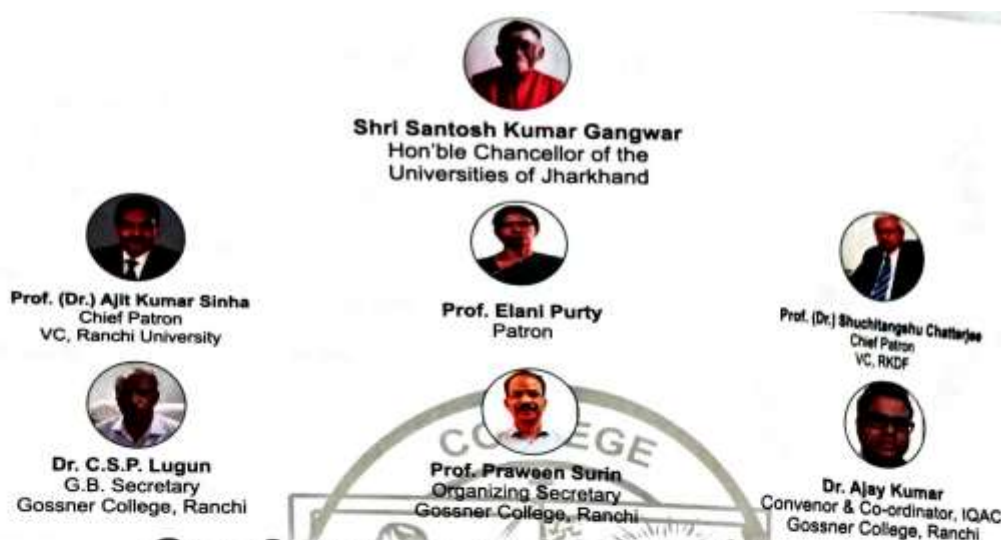 Shri Santosh Kumar Gangwar
Hon'ble Chancellor of the
Universities of Jharkhand
Prof. (Dr.) Ajit Kumar Sinha
Chief Patron
VC, Ranchi University
Prof. Elani Purty
Patron
Prof. (Dr.) Shuchitangshu Chatterjee
Chief Patron
VC, RKDF
Dr. C.S.P. Lugun
G.B. Secretary
Gossner College, Ranchi
COLLEGE
Prof. Praween Surin
Organizing Secretary
Gossner College, Ranchi
Dr. Ajay Kumar
Convenor & Co-ordinator, IQAC
Gossner College, Ranchi